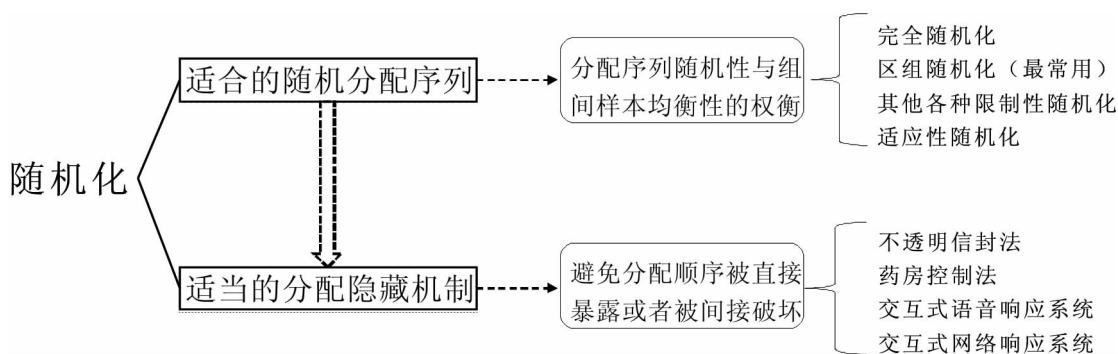 随机化
适合的随机分配序列
分配序列随机性与组
间样本均衡性的权衡
完全随机化
区组随机化（最常用）
其他各种限制性随机化
适应性随机化
适当的分配隐藏机制
避免分配顺序被直接
暴露或者被间接破坏
不透明信封法
药房控制法
交互式语音响应系统
交互式网络响应系统